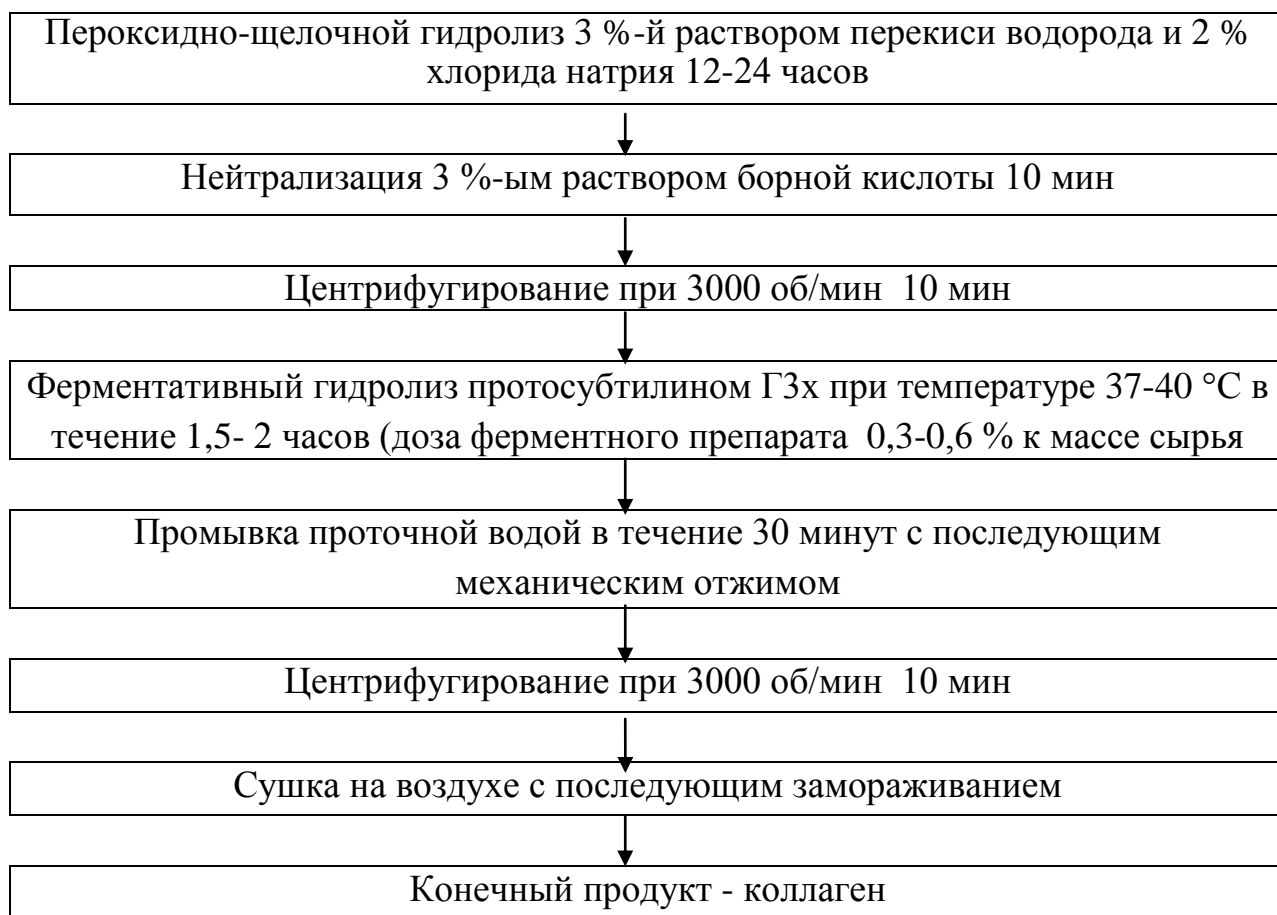 Пероксидно-щелочной гидролиз 3 %-й раствором перекиси водорода и 2 %
хлорида натрия 12-24 часов
Нейтрализация 3 %-ым раствором борной кислоты 10 мин
Центрифугирование при 3000 об/мин  10 мин
Ферментативный гидролиз протосубтилином Г3х при температуре 37-40 °С в
течение 1,5- 2 часов (доза ферментного препарата  0,3-0,6 % к массе сырья
Промывка проточной водой в течение 30 минут с последующим
механическим отжимом
Центрифугирование при 3000 об/мин  10 мин
Сушка на воздухе с последующим замораживанием
Конечный продукт - коллаген